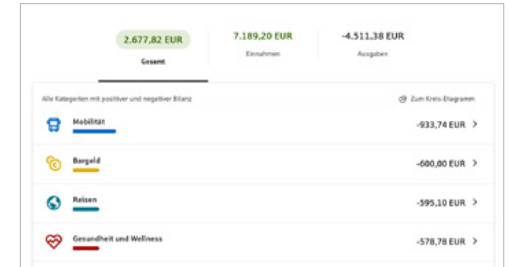 2.677,82 EUR
Gesamt
7.189,20 EUR
Einnahmen
-4.511,38 EUR
Ausgaben
Alle Kategorien mit positiver und negativer Bilanz
Zum Kreis-Diagramm
Mobilität
-933,74 EUR
Bargeld
-600,00 EUR
Reisen
-595,10 EUR
Gesundheit und Wellness
-578,78 EUR